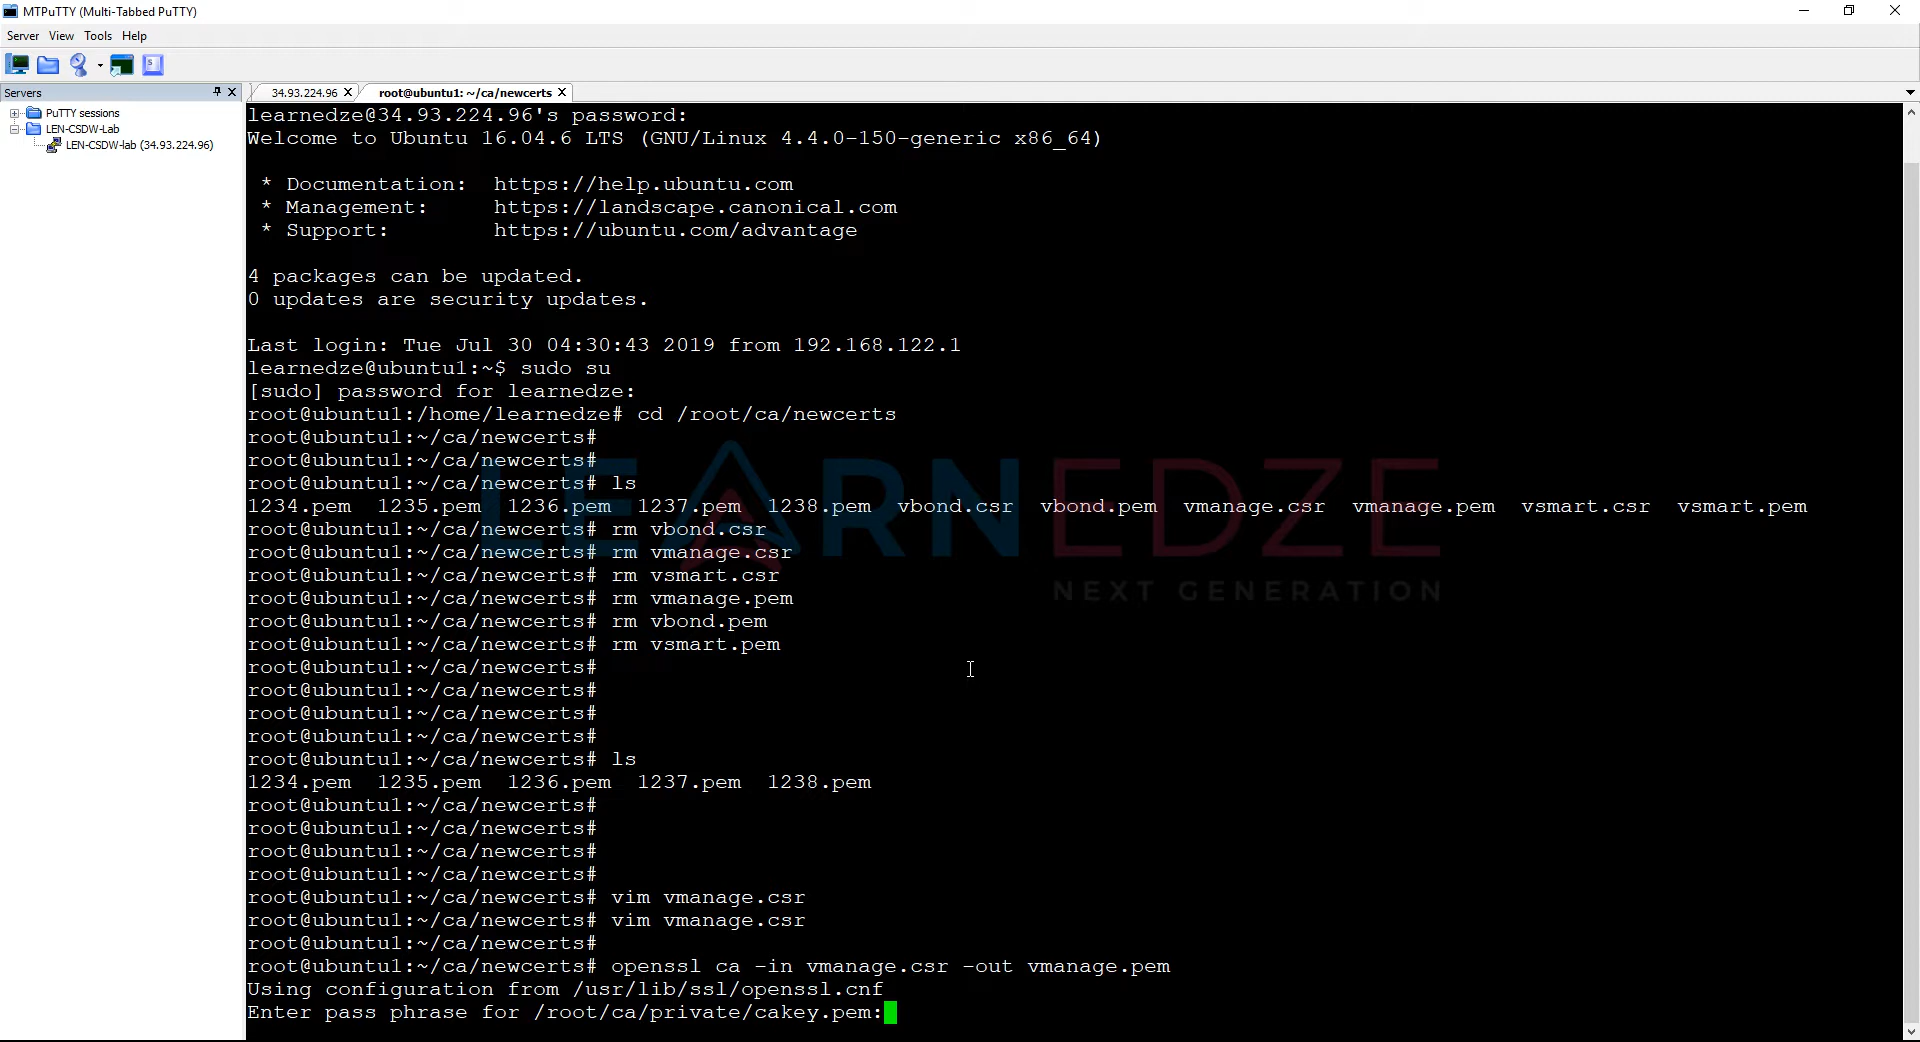 MTPuTTY (Multi-Tabbed PuTTY)
Server View Tools Help
Servers
34.93.224.96
root@ubuntu1: ~/ca/newcerts
PuTTY sessions
LEN-CSDW-Lab
LEN-CSDW-lab (34.93.224.96)
learnedze@34.93.224.96's password:
Welcome to Ubuntu 16.04.6 LTS (GNU/Linux 4.4.0-150-generic x86_64)
* Documentation: https://help.ubuntu.com
* Management: https://landscape.canonical.com
* Support: https://ubuntu.com/advantage
4 packages can be updated.
0 updates are security updates.
Last login: Tue Jul 30 04:30:43 2019 from 192.168.122.1
learnedze@ubuntu1:~$ sudo su
[sudo] password for learnedze:
root@ubuntu1:/home/learnedze# cd /root/ca/newcerts
root@ubuntu1:~/ca/newcerts#
root@ubuntu1:~/ca/newcerts#
root@ubuntu1:~/ca/newcerts# ls
1234.pem 1235.pem 1236.pem 1237.pem 1238.pem vbond.csr vbond.pem vmanage.csr vmanage.pem vsmart.csr vsmart.pem
root@ubuntu1:~/ca/newcerts# rm vbond.csr
root@ubuntu1:~/ca/newcerts# rm vmanage.csr
root@ubuntu1:~/ca/newcerts# rm vsmart.csr
root@ubuntu1:~/ca/newcerts# rm vmanage.pem
root@ubuntu1:~/ca/newcerts# rm vbond.pem
root@ubuntu1:~/ca/newcerts# rm vsmart.pem
root@ubuntu1:~/ca/newcerts#
root@ubuntu1:~/ca/newcerts#
root@ubuntu1:~/ca/newcerts#
root@ubuntu1:~/ca/newcerts#
root@ubuntu1:~/ca/newcerts# ls
1234.pem 1235.pem 1236.pem 1237.pem 1238.pem
root@ubuntu1:~/ca/newcerts#
root@ubuntu1:~/ca/newcerts#
root@ubuntu1:~/ca/newcerts#
root@ubuntu1:~/ca/newcerts#
root@ubuntu1:~/ca/newcerts# vim vmanage.csr
root@ubuntu1:~/ca/newcerts# vim vmanage.csr
root@ubuntu1:~/ca/newcerts#
root@ubuntu1:~/ca/newcerts# openssl ca -in vmanage.csr -out vmanage.pem
Using configuration from /usr/lib/ssl/openssl.cnf
Enter pass phrase for /root/ca/private/cakey.pem:
LEARNEDZE
NEXT GENERATION